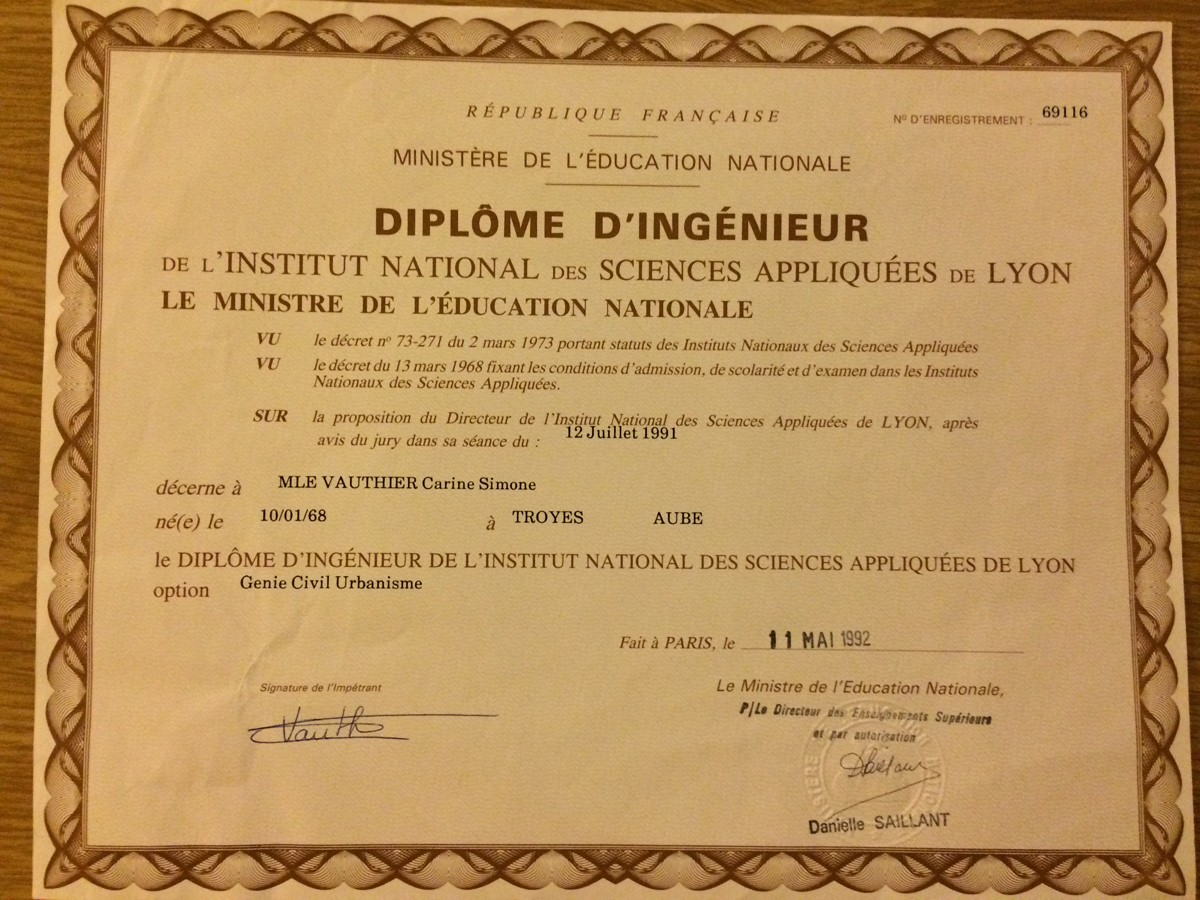 RÉPUBLIQUE FRANÇAISE
Nº D'ENREGISTREMENT : 69116
MINISTÈRE DE L'ÉDUCATION NATIONALE
DIPLÔME D'INGÉNIEUR
DE L'INSTITUT NATIONAL DES SCIENCES APPLIQUÉES DE LYON
LE MINISTRE DE L'ÉDUCATION NATIONALE
VU le décret nº 73-271 du 2 mars 1973 portant statuts des Instituts Nationaux des Sciences Appliquées
VU le décret du 13 mars 1968 fixant les conditions d'admission, de scolarité et d'examen dans les Instituts
Nationaux des Sciences Appliquées.
SUR la proposition du Directeur de l'Institut National des Sciences Appliquées de LYON, après
avis du jury dans sa séance du : 12 Juillet 1991
décerne à MLE VAUTHIER Carine Simone
né(e) le 10/01/68 à TROYES AUBE
le DIPLÔME D'INGÉNIEUR DE L'INSTITUT NATIONAL DES SCIENCES APPLIQUÉES DE LYON
option Genie Civil Urbanisme
Fait à PARIS, le 11 MAI 1992
Signature de l'Impétrant
Le Ministre de l'Education Nationale,
P/Le Directeur des Enseignements Supérieurs
et par autorisation
Danielle SAILLANT